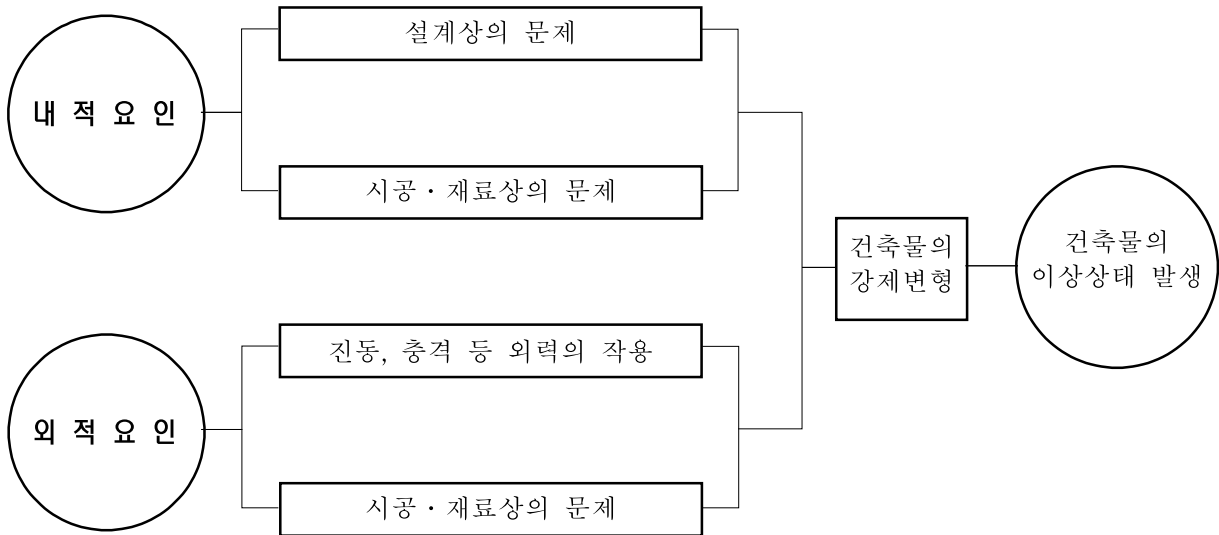 설계상의 문제
내 적 요 인
시공·재료상의 문제
건축물의
강제변형
건축물의
이상상태 발생
진동, 충격 등 외력의 작용
외 적 요 인
시공·재료상의 문제